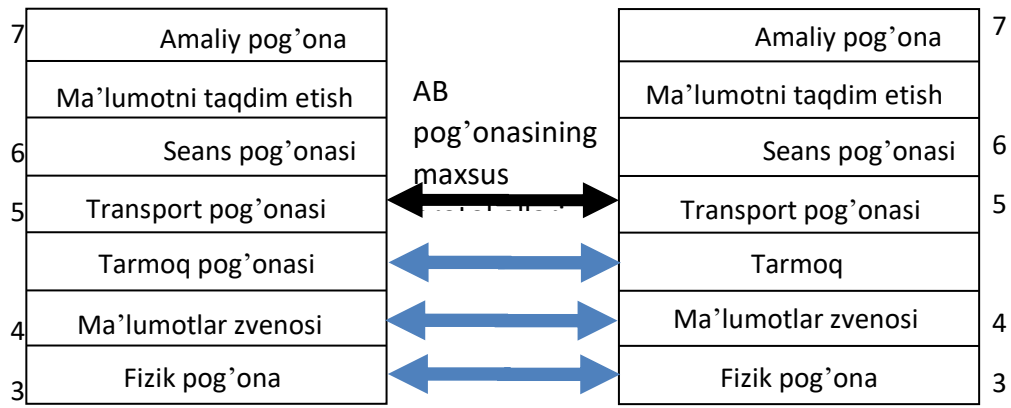 7
Amaliy pog’ona
Ma’lumotni taqdim etish
6
Seans pog’onasi
5
Transport pog’onasi
Tarmoq pog’onasi
4
Ma’lumotlar zvenosi
3
Fizik pog’ona
AB
pog’onasining
maxsus
Amaliy pog’ona
7
Ma’lumotni taqdim etish
Seans pog’onasi
6
Transport pog’onasi
5
Tarmoq
Ma’lumotlar zvenosi
4
Fizik pog’ona
3